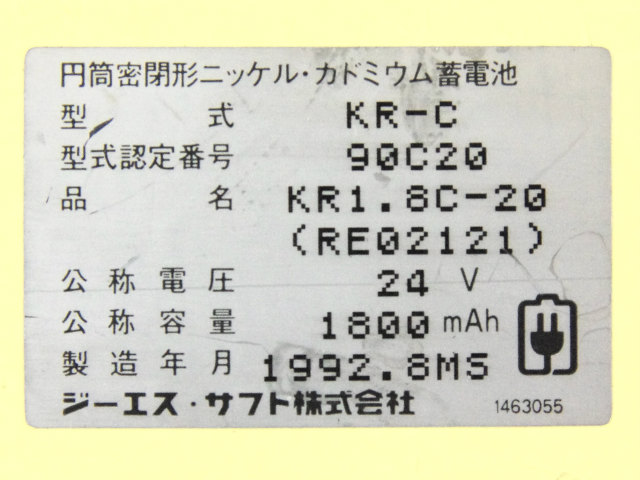 円筒密閉形ニッケル・カドミウム蓄電池
型 式 KR-C
型式認定番号 90C20
品 名 KR1.8C-20
(RE02121)
公称電圧 24 V
公称容量 1800 mAh
製造年月 1992.8MS
ジーエス・サフト株式会社 1463055